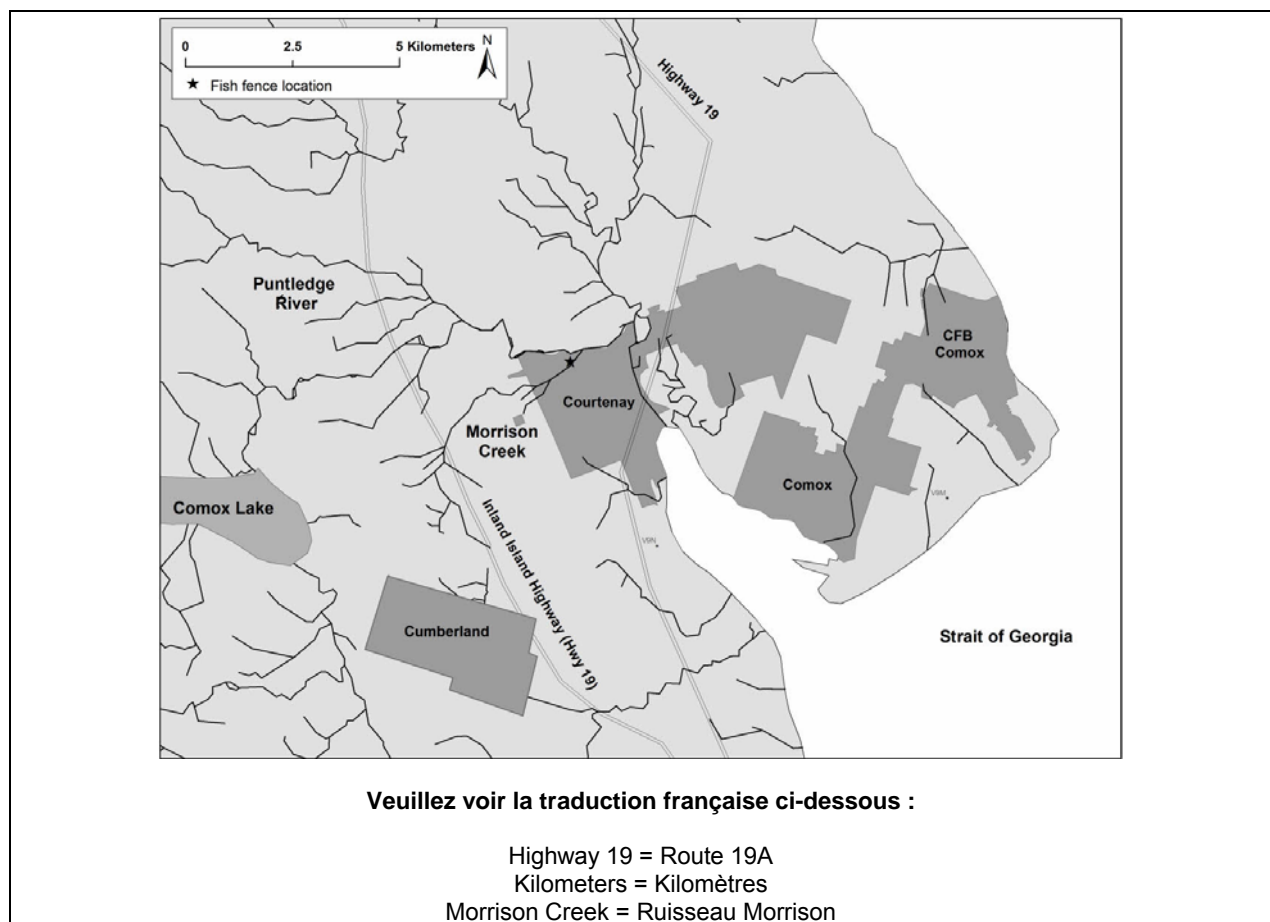 0 2.5 5 Kilometers
N
Fish fence location
Highway 19
Puntledge
River
CFB
Comox
Courtenay
Morrison
Creek
Comox
Comox Lake
V9M
V9N
Inland Island Highway (Hwy 19)
Cumberland
Strait of Georgia
Veuillez voir la traduction française ci-dessous :
Highway 19 = Route 19A
Kilometers = Kilomètres
Morrison Creek = Ruisseau Morrison